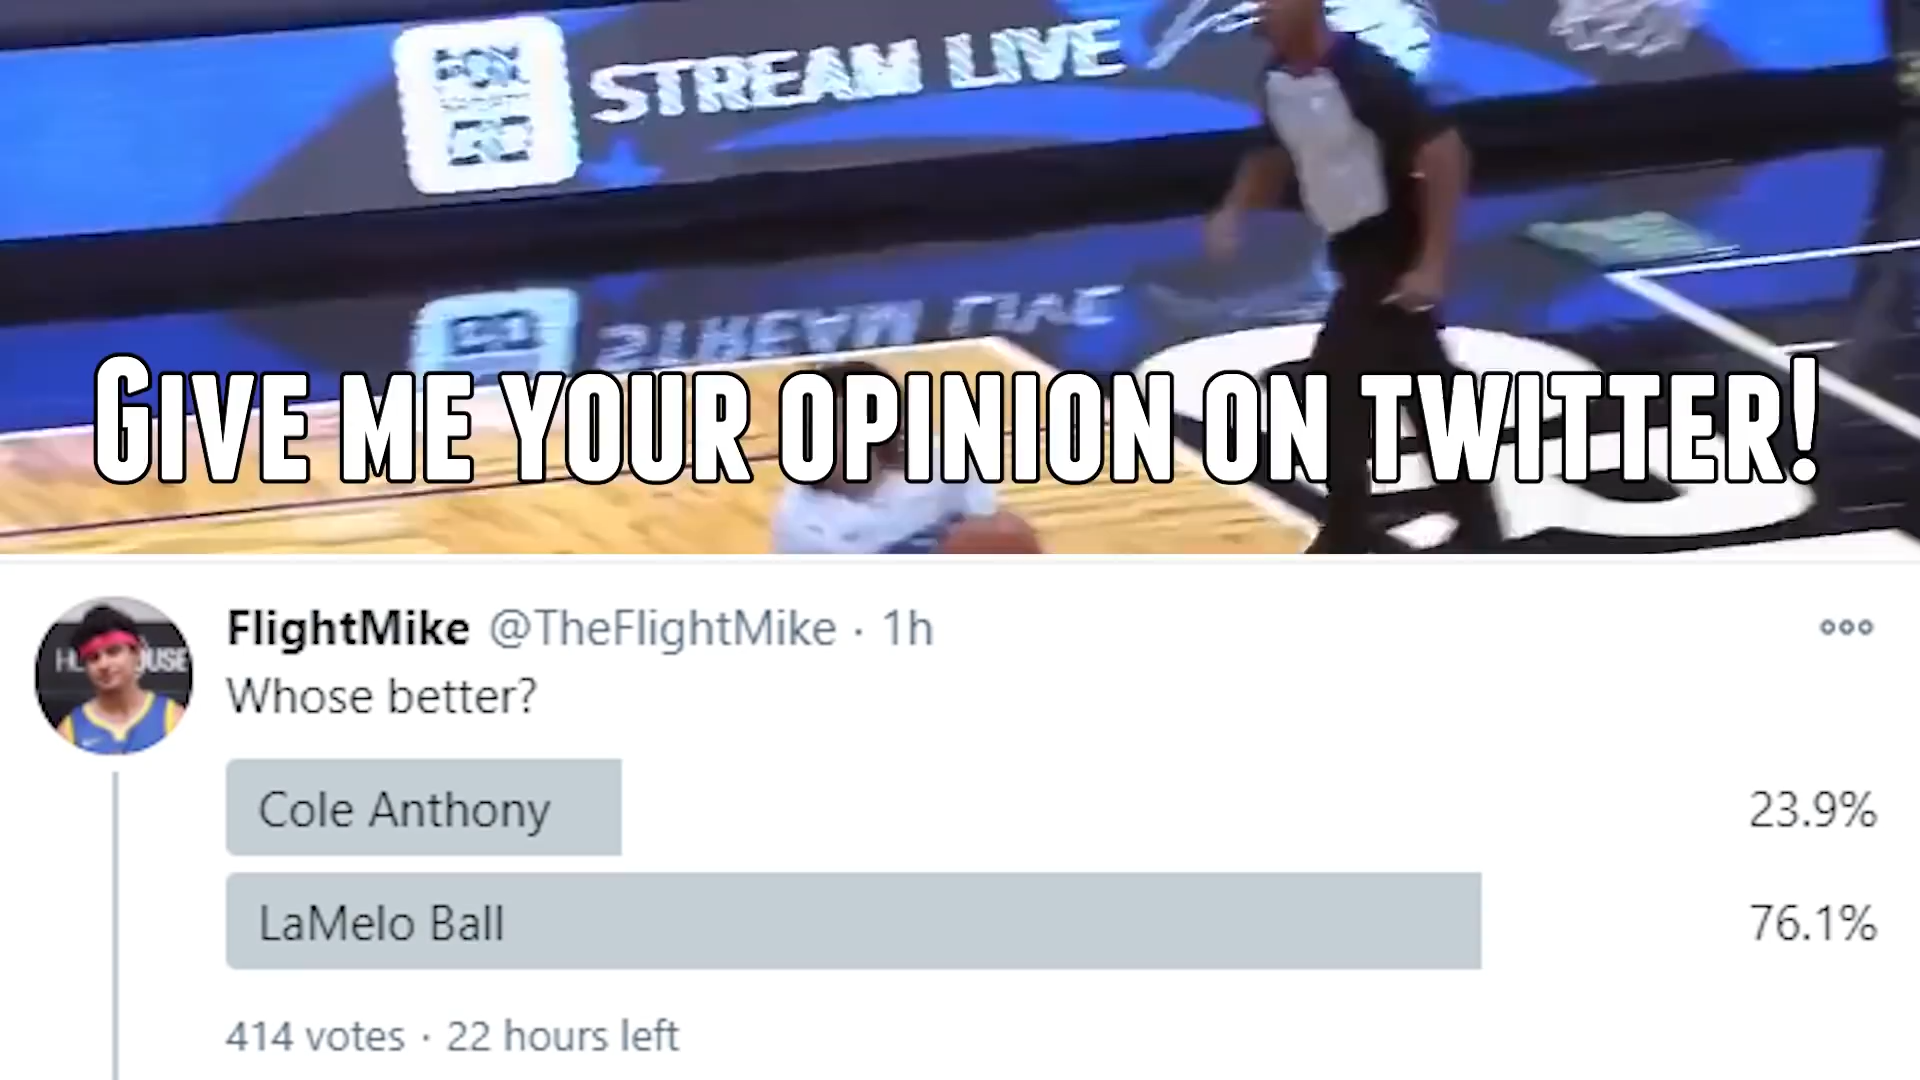 STREAM LIVE
GIVE ME YOUR OPINION ON TWITTER!
FlightMike @TheFlightMike · 1h
Whose better?
Cole Anthony 23.9%
LaMelo Ball 76.1%
414 votes · 22 hours left